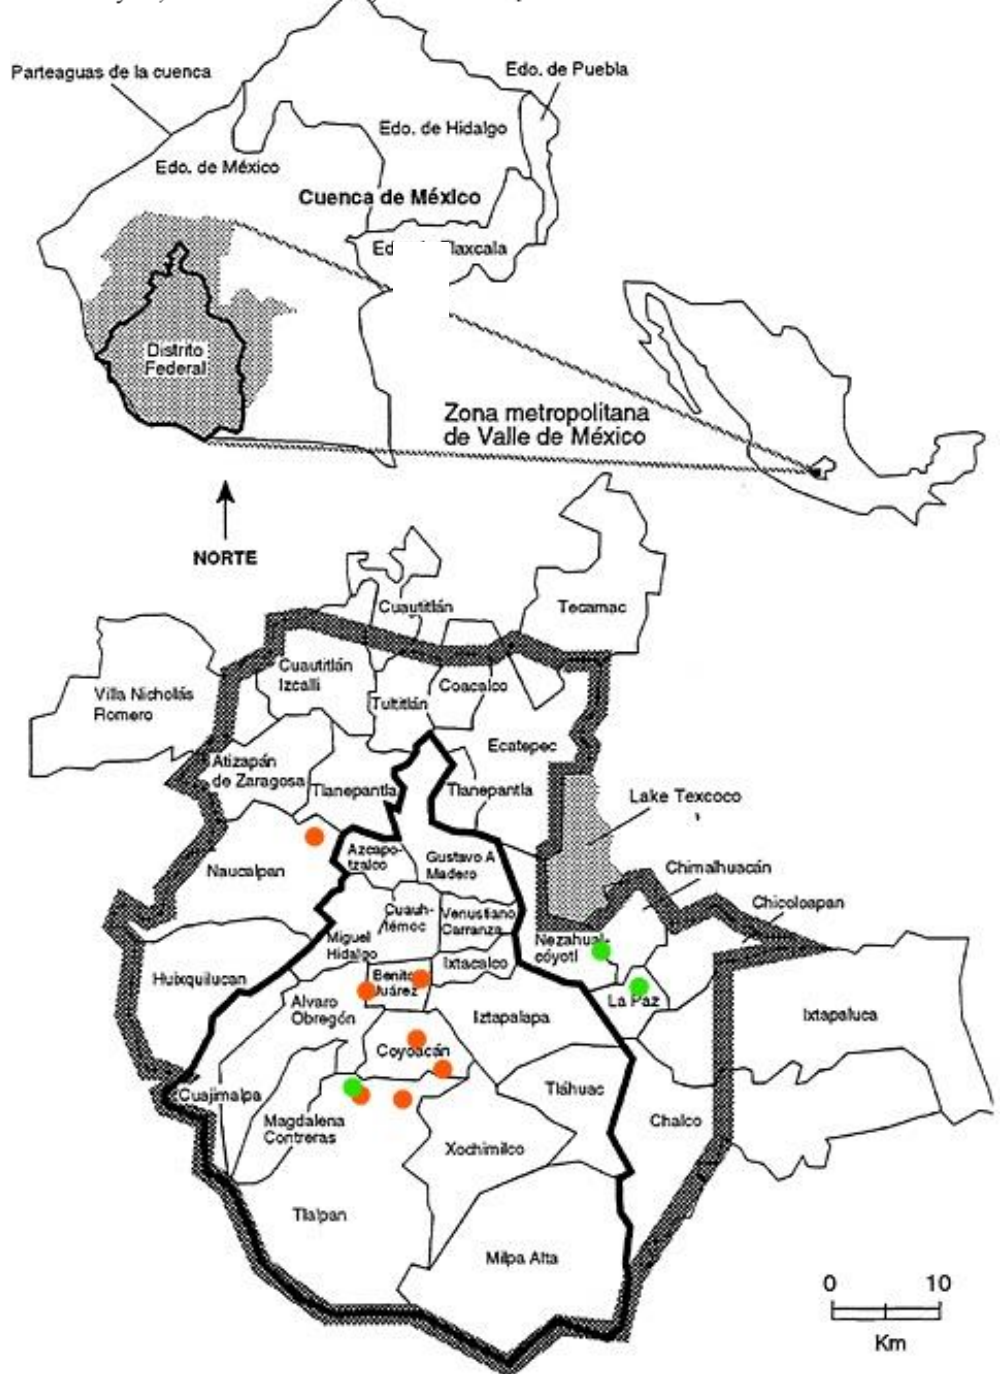 Parteaguas de la cuenca
Edo. de Puebla
Edo. de Hidalgo
Edo. de México
Cuenca de México
Distrito
Federal
Zona metropolitana
de Valle de México
NORTE
Cuautitlán
Tecamac
Cuautitlán
Izcalli
Villa Nicholás
Romero
Coacalco
Tultitlán
Ecatepec
Atizapán
de Zaragosa
Tlanepantla
Tlanepantla
Lake Texcoco
Azcapo-
tzalco
Gustavo A
Madero
Naucalpan
Chimalhuacán
Chicoloapan
Cuauh-
témoc
Venustiano
Carranza
Miguel
Hidalgo
Nezahual-
cóyotl
Ixtacalco
Huixquilucan
Benito
Juárez
La Paz
Alvaro
Obregón
Iztapalapa
Ixtapaluca
Coyoacán
Cuajimalpa
Tláhuac
Magdalena
Contreras
Chalco
Xochimilco
Tlalpan
Milpa Alta
0 10
Km